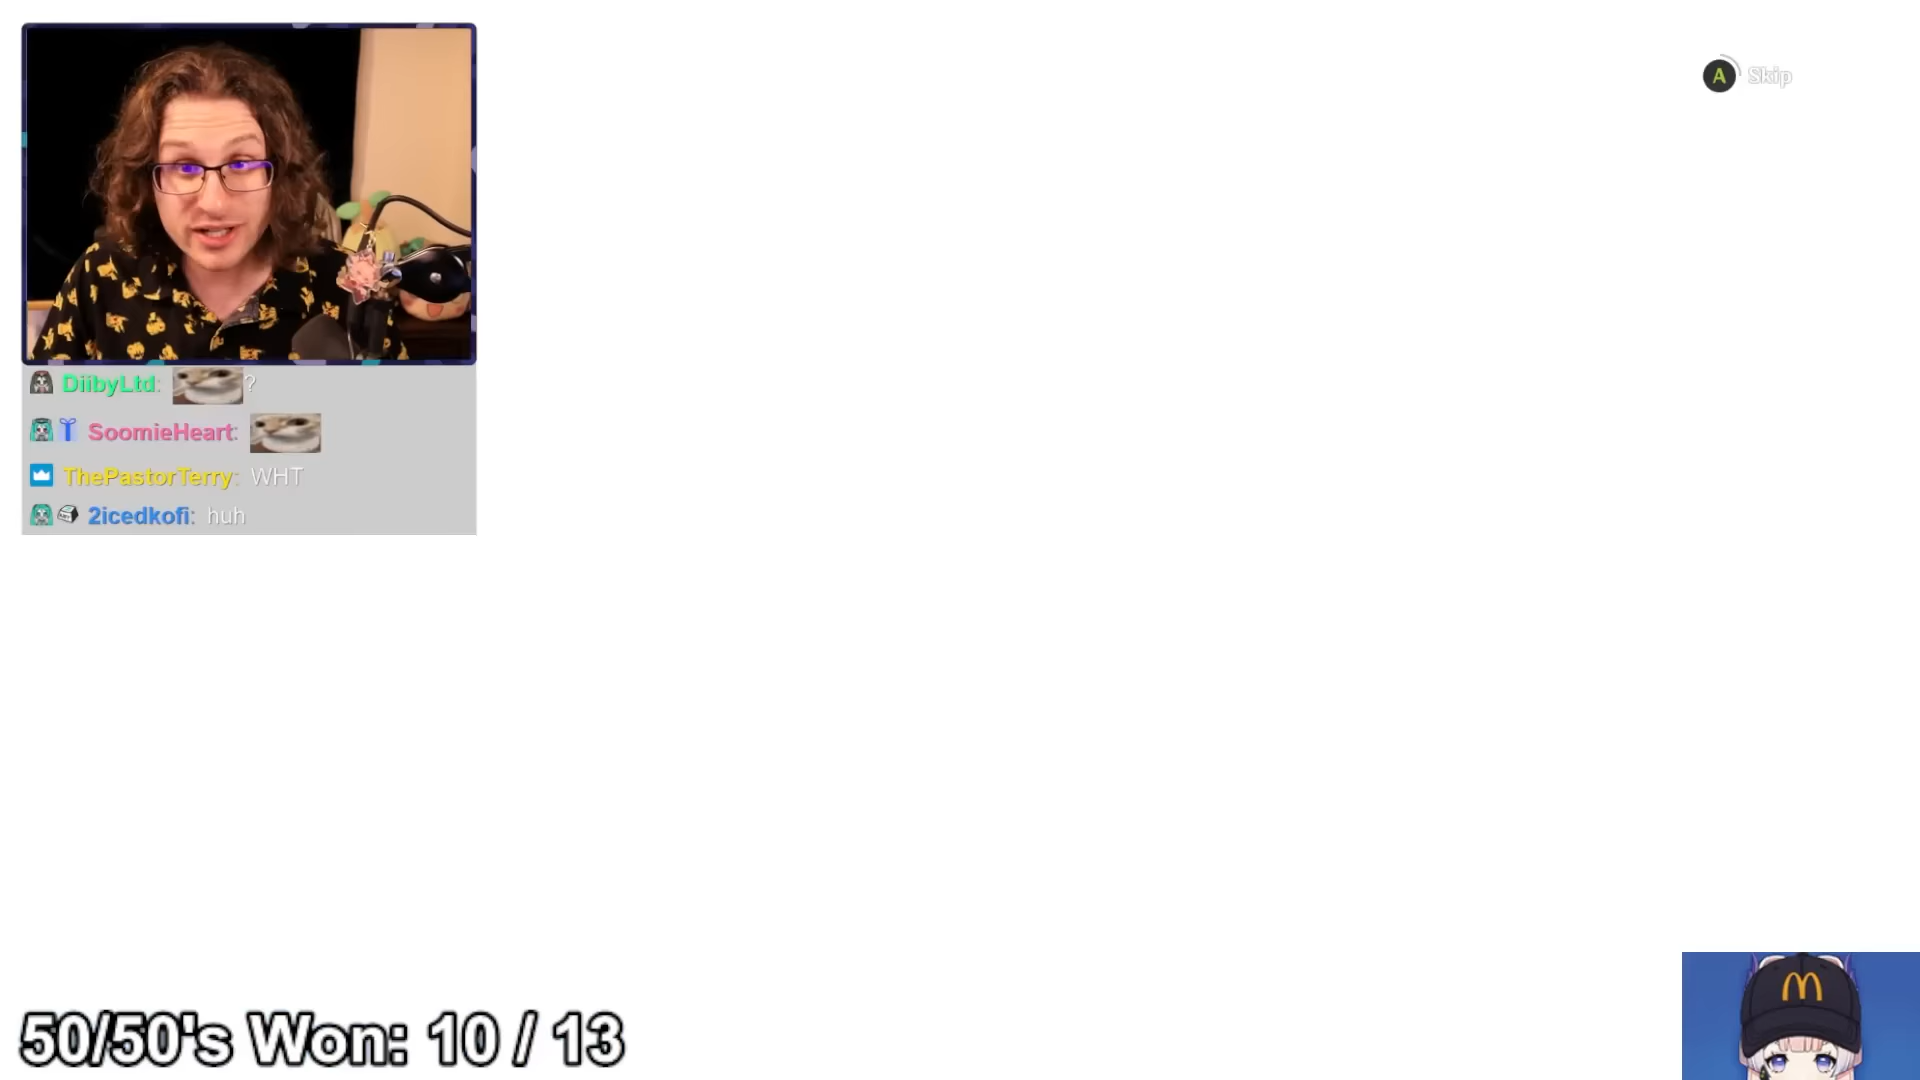 A Skip
DiibyLtd: ?
SoomieHeart:
ThePastorTerry: WHT
2icedkofi: huh
50/50's Won: 10 / 13